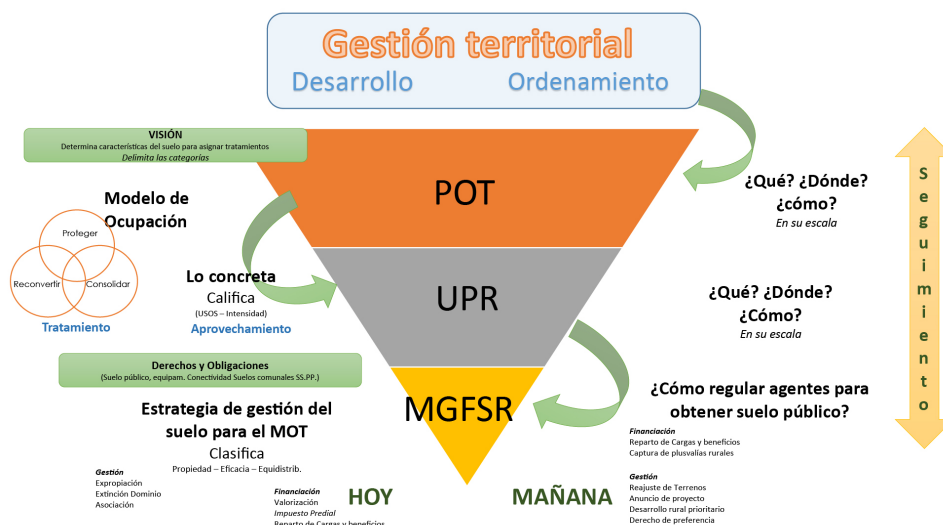 Gestión territorial
Desarrollo
Ordenamiento
VISIÓN
Determina características del suelo para asignar tratamientos
Delimita las categorías
POT
¿Qué? ¿Dónde?
¿cómo?
En su escala
Modelo de
Ocupación
Proteger
Reconvertir
Consolidar
Tratamiento
Lo concreta
Califica
(USOS – Intensidad)
Aprovechamiento
UPR
¿Qué? ¿Dónde?
¿Cómo?
En su escala
Derechos y Obligaciones
(Suelo público, equipam. Conectividad Suelos comunales SS.PP.)
MGFSR
¿Cómo regular agentes para
obtener suelo público?
Estrategia de gestión del
suelo para el MOT
Clasifica
Propiedad – Eficacia – Equidistrib.
Financiación
Reparto de Cargas y beneficios
Captura de plusvalías rurales
Gestión
Expropiación
Extinción Dominio
Asociación
Financiación
Valorización
Impuesto Predial
Reparto de Cargas y beneficios
HOY
MAÑANA
Gestión
Reajuste de Terrenos
Anuncio de proyecto
Desarrollo rural prioritario
Derecho de preferencia
Seguimiento